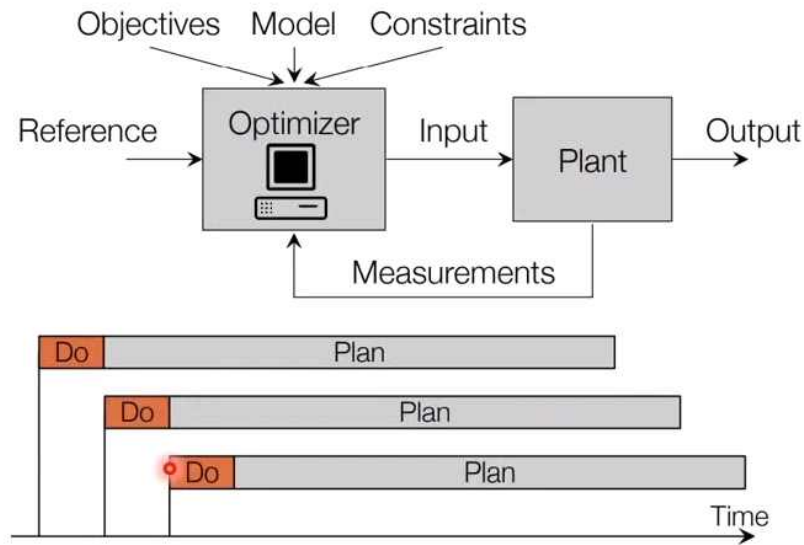 Objectives Model Constraints
Reference
Optimizer
Input
Plant
Output
Measurements
Do Plan
Do Plan
Do Plan
Time